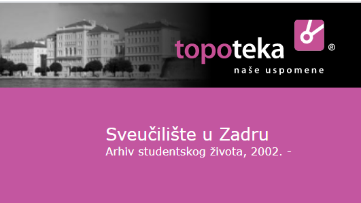 topoteka ®
naše uspomene
Sveučilište u Zadru
Arhiv studentskog života, 2002. -